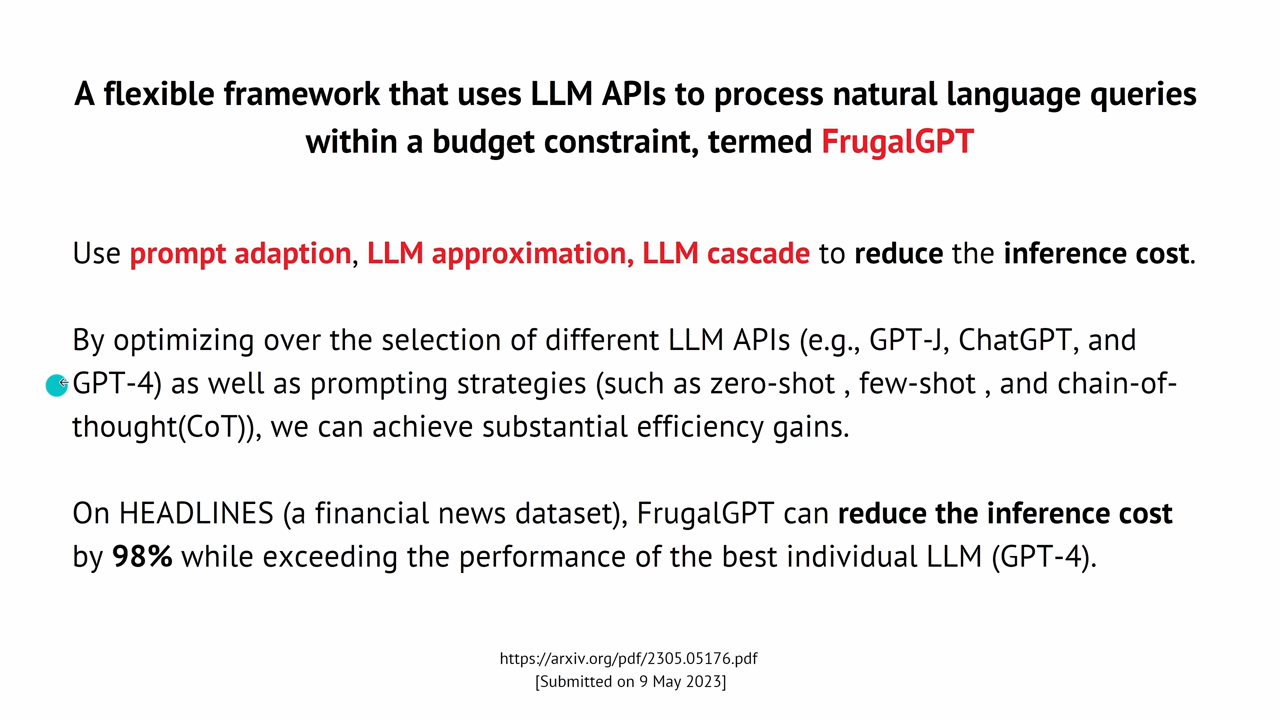 A flexible framework that uses LLM APIs to process natural language queries
within a budget constraint, termed FrugalGPT
Use prompt adaption, LLM approximation, LLM cascade to reduce the inference cost.
By optimizing over the selection of different LLM APIs (e.g., GPT-J, ChatGPT, and
GPT-4) as well as prompting strategies (such as zero-shot , few-shot , and chain-of-
thought(CoT)), we can achieve substantial efficiency gains.
On HEADLINES (a financial news dataset), FrugalGPT can reduce the inference cost
by 98% while exceeding the performance of the best individual LLM (GPT-4).
https://arxiv.org/pdf/2305.05176.pdf
[Submitted on 9 May 2023]